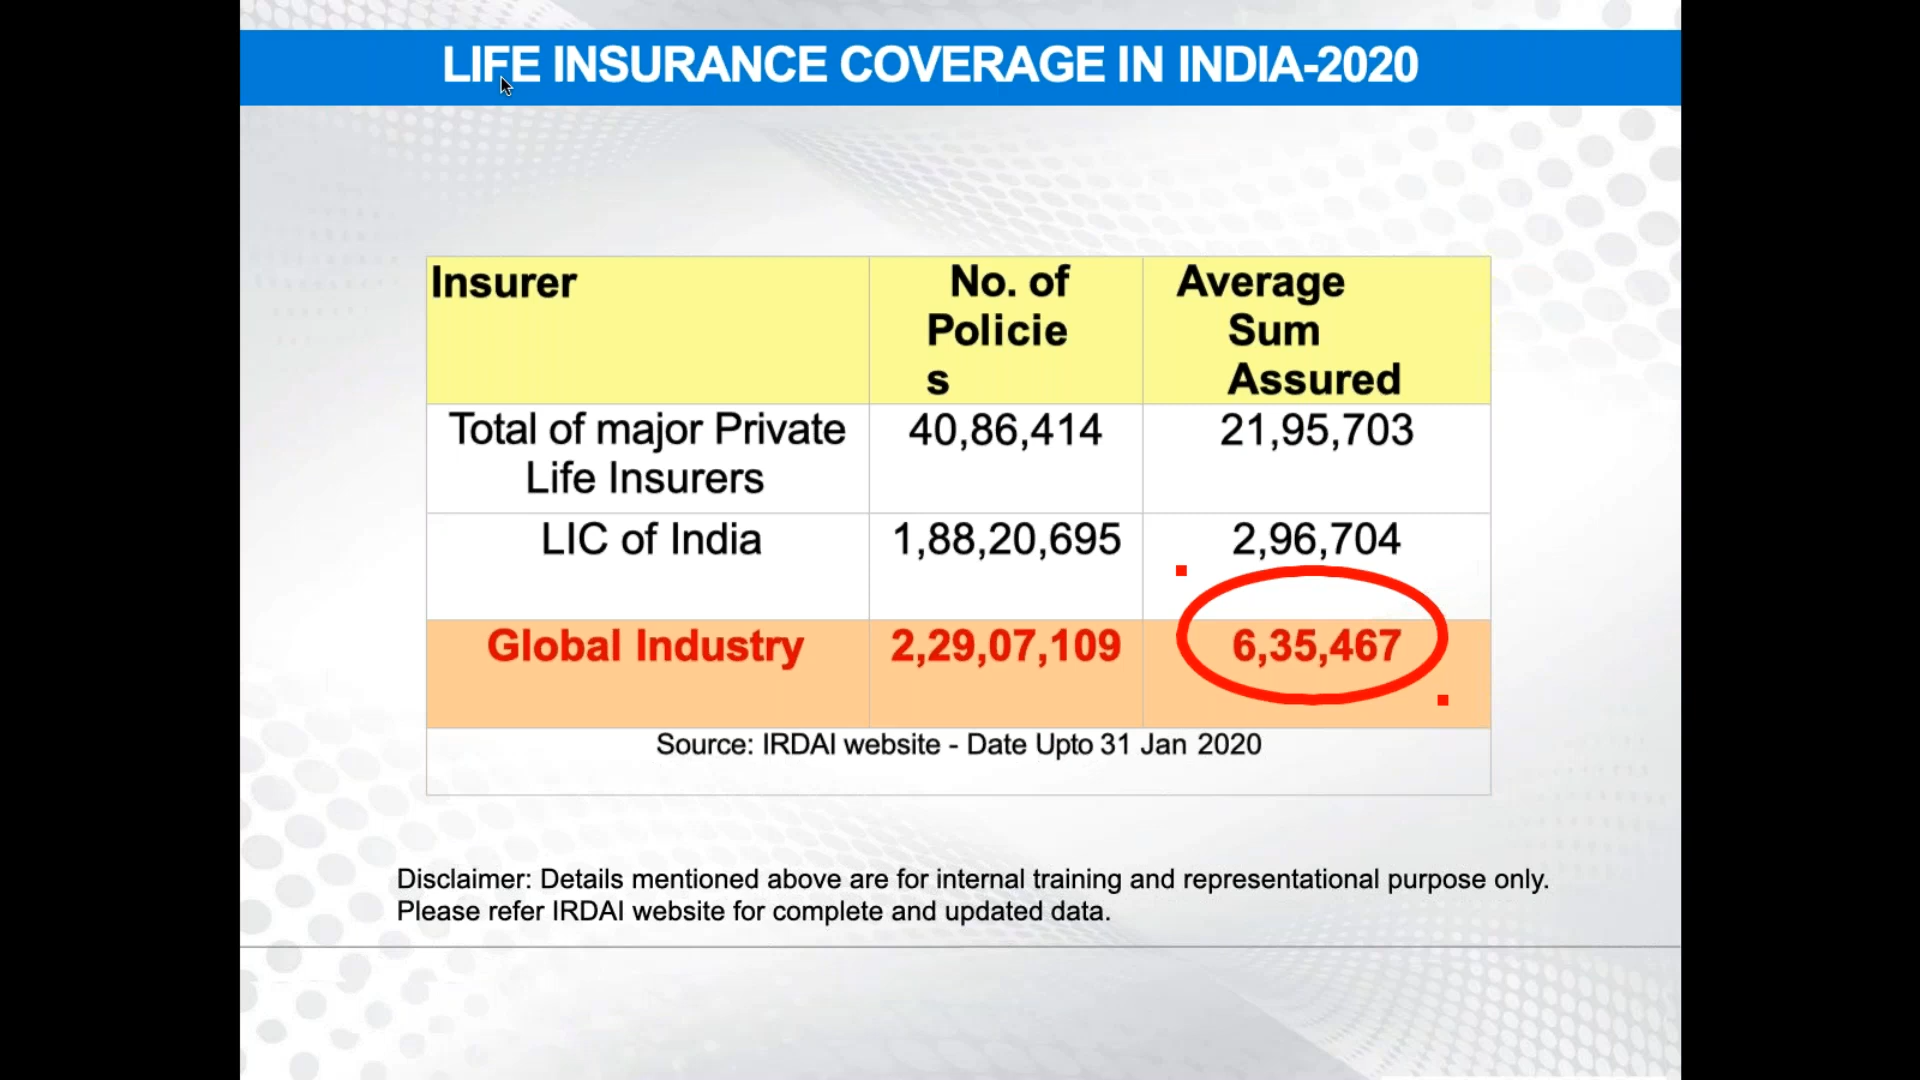 LIFE INSURANCE COVERAGE IN INDIA-2020
Insurer
No. of
Policie
s
Average
Sum
Assured
Total of major Private
Life Insurers
40,86,414
21,95,703
LIC of India
1,88,20,695
2,96,704
Global Industry
2,29,07,109
6,35,467
Source: IRDAI website - Date Upto 31 Jan 2020
Disclaimer: Details mentioned above are for internal training and representational purpose only.
Please refer IRDAI website for complete and updated data.